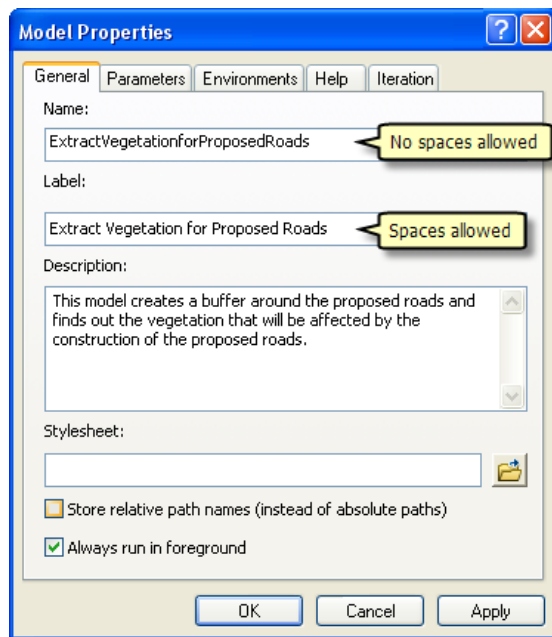 Model Properties
General Parameters Environments Help Iteration
Name:
ExtractVegetationforProposedRoads
No spaces allowed
Label:
Extract Vegetation for Proposed Roads
Spaces allowed
Description:
This model creates a buffer around the proposed roads and
finds out the vegetation that will be affected by the
construction of the proposed roads.
Stylesheet:
Store relative path names (instead of absolute paths)
Always run in foreground
OK Cancel Apply